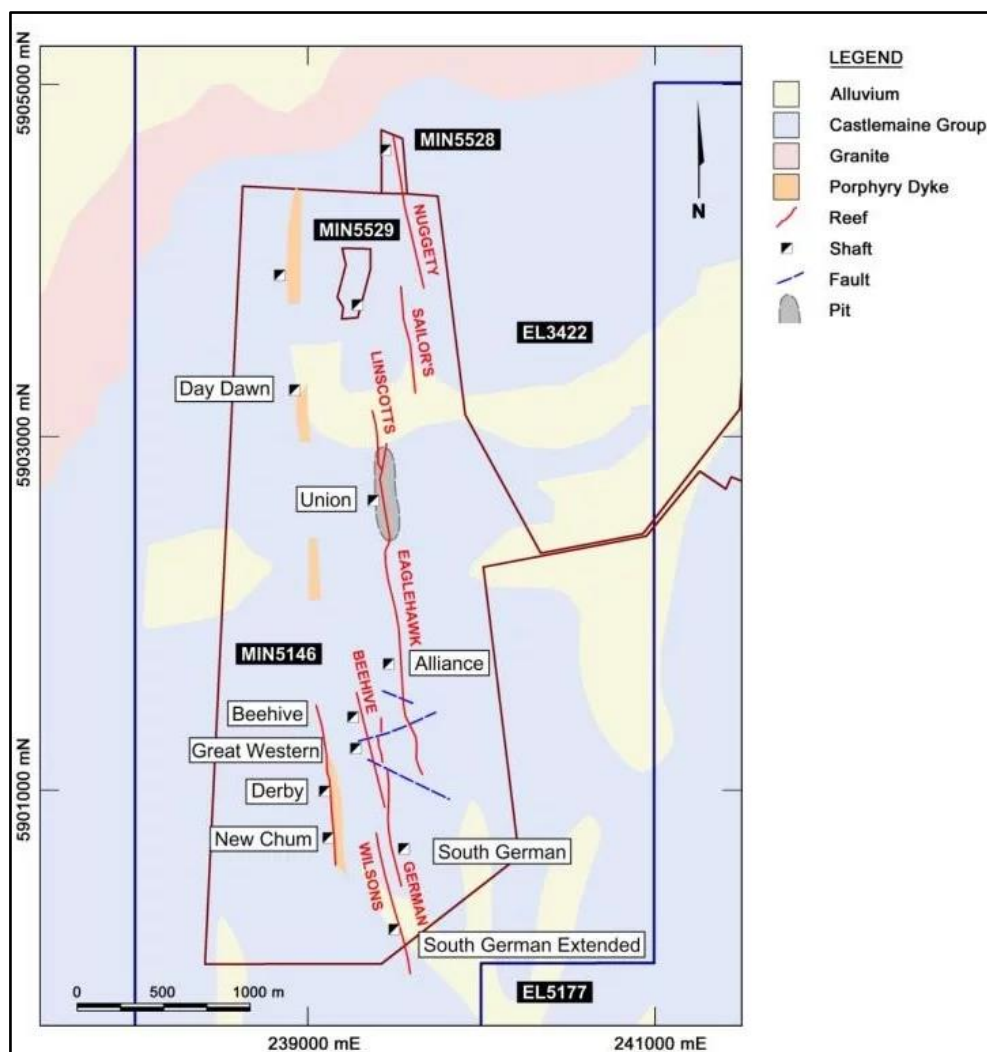 LEGEND
Alluvium
Castlemaine Group
Granite
Porphyry Dyke
Reef
Shaft
Fault
Pit
5905000 mN
5903000 mN
5901000 mN
MIN5528
N
NUGGETY
MIN5529
SAILOR'S
EL3422
LINSCOTTS
Day Dawn
Union
EAGLEHAWK
MIN5146
Alliance
BEEHIVE
Beehive
Great Western
Derby
New Chum
South German
WILSONS
GERMAN
South German Extended
EL5177
0 500 1000 m
239000 mE
241000 mE